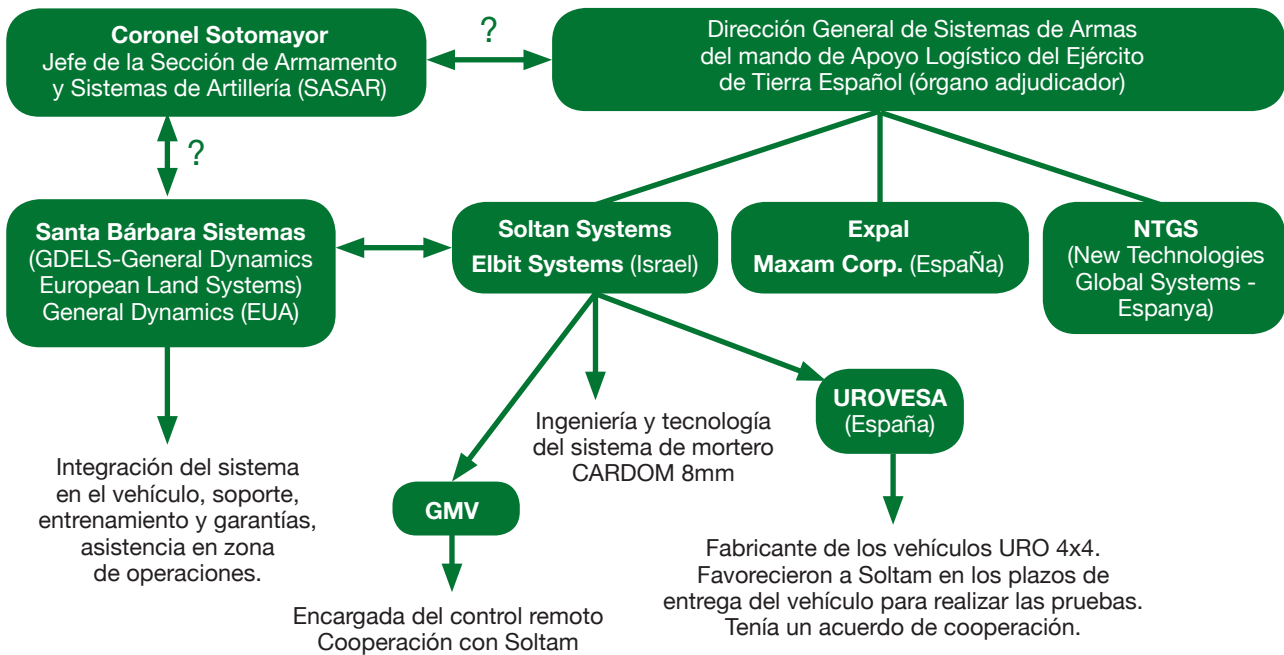 Coronel Sotomayor
Jefe de la Sección de Armamento
y Sistemas de Artillería (SASAR)
?
Dirección General de Sistemas de Armas
del mando de Apoyo Logístico del Ejército
de Tierra Español (órgano adjudicador)
?
Santa Bárbara Sistemas
(GDELS-General Dynamics
European Land Systems)
General Dynamics (EUA)
Soltan Systems
Elbit Systems (Israel)
Expal
Maxam Corp. (EspaÑa)
NTGS
(New Technologies
Global Systems -
Espanya)
Integración del sistema
en el vehículo, soporte,
entrenamiento y garantías,
asistencia en zona
de operaciones.
GMV
Encargada del control remoto
Cooperación con Soltam
Ingeniería y tecnología
del sistema de mortero
CARDOM 8mm
UROVESA
(España)
Fabricante de los vehículos URO 4x4.
Favorecieron a Soltam en los plazos de
entrega del vehículo para realizar las pruebas.
Tenía un acuerdo de cooperación.